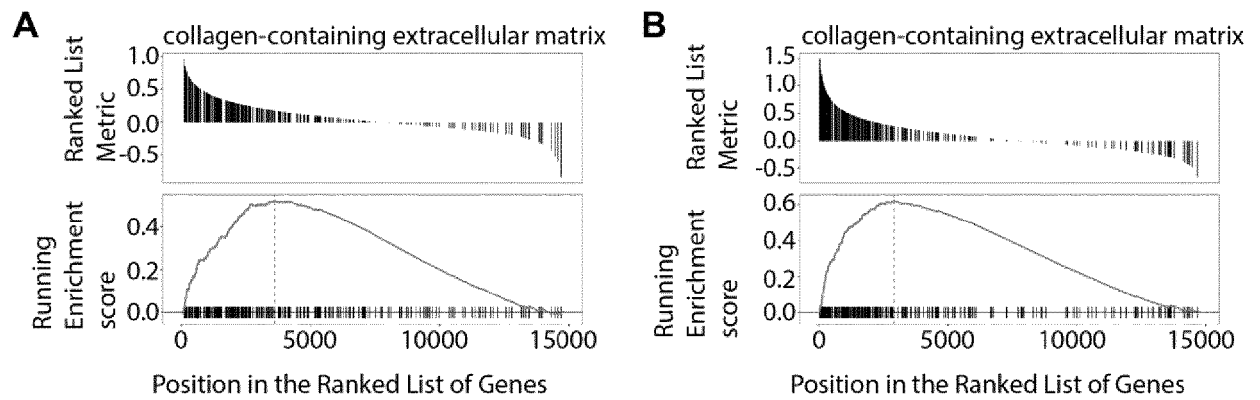 A
collagen-containing extracellular matrix
Ranked List
Metric
1.0
0.5
0.0
-0.5
Running
Enrichment
score
0.4
0.2
0.0
0
5000
10000
15000
Position in the Ranked List of Genes
B
collagen-containing extracellular matrix
Ranked List
Metric
1.5
1.0
0.5
0.0
-0.5
Running
Enrichment
score
0.6
0.4
0.2
0.0
0
5000
10000
15000
Position in the Ranked List of Genes